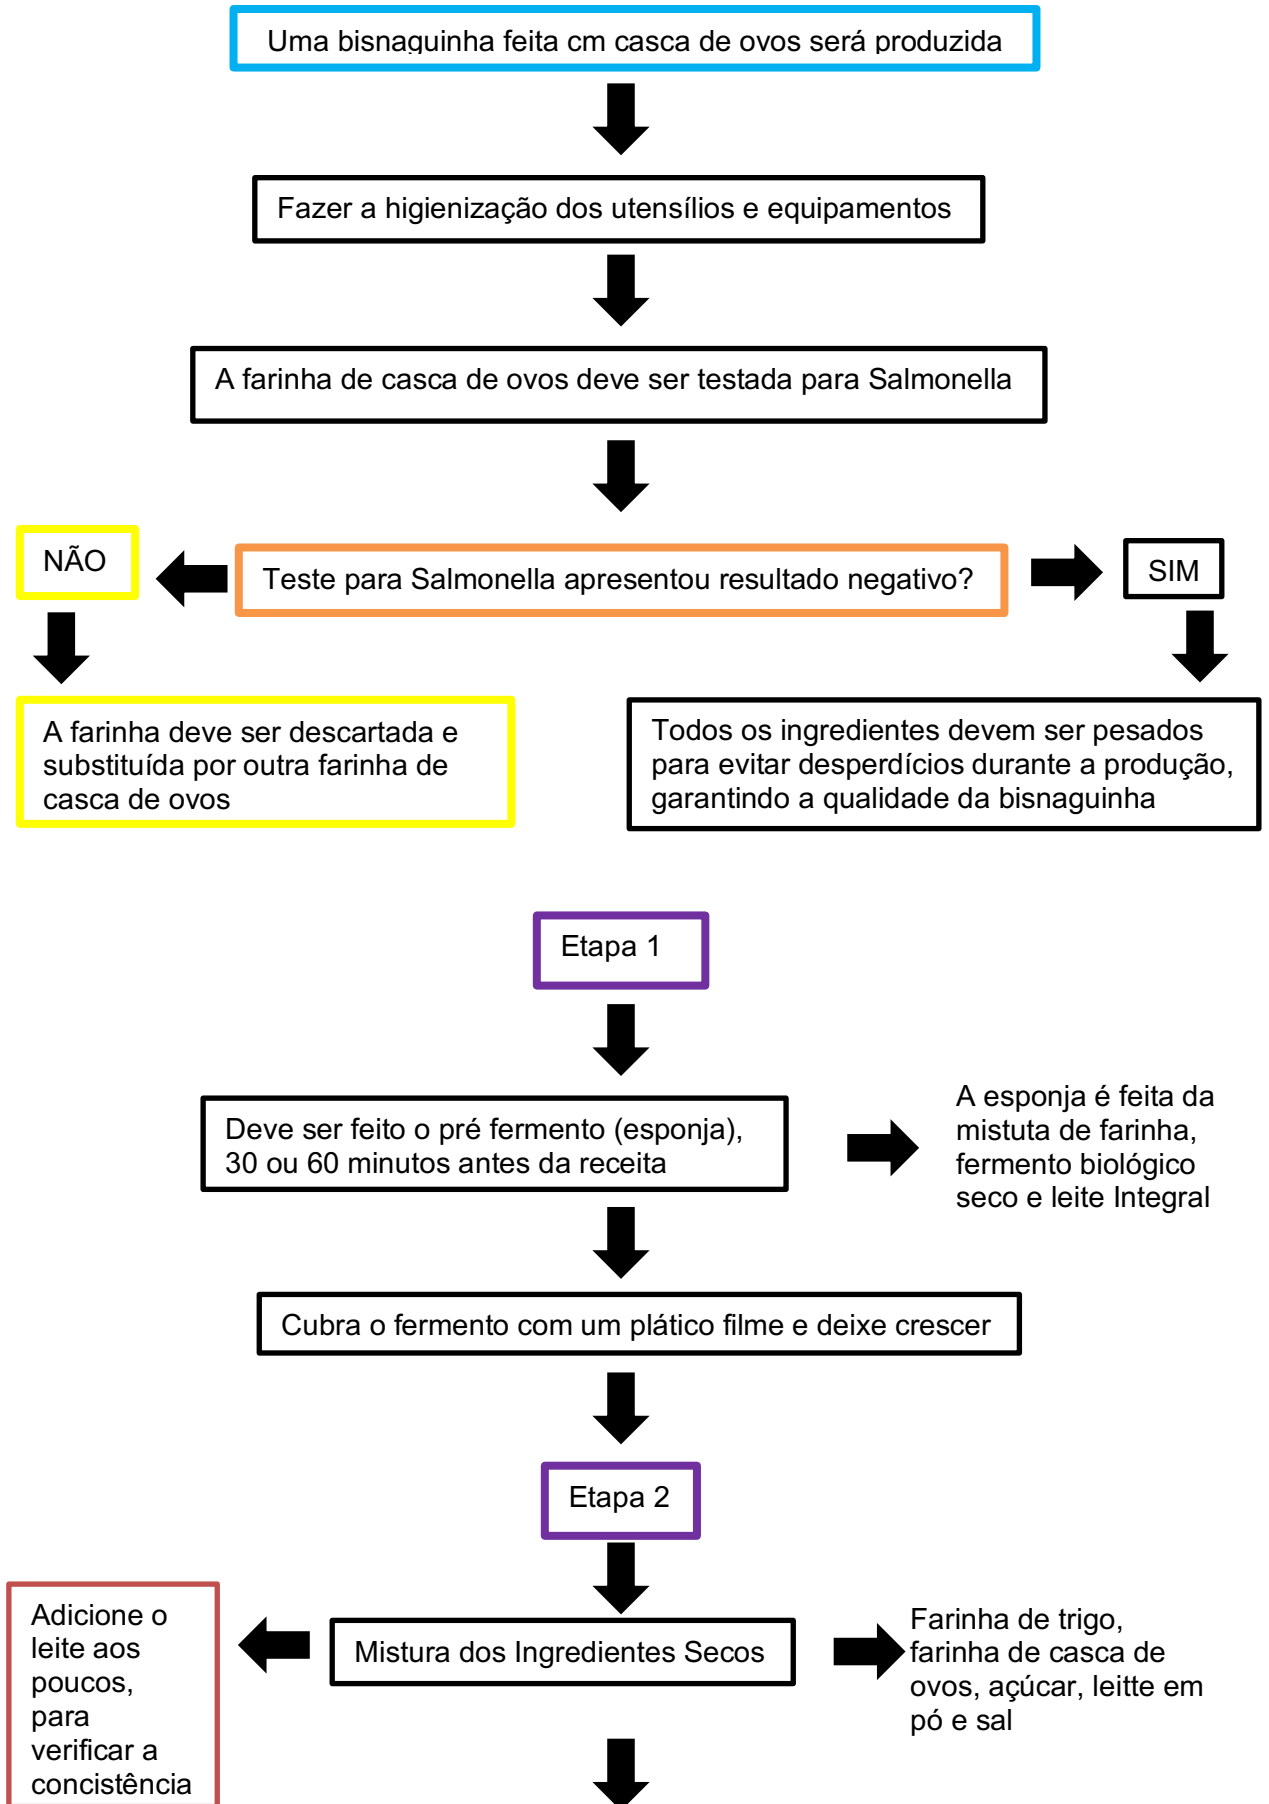 Uma bisnaguinha feita cm casca de ovos será produzida
Fazer a higienização dos utensílios e equipamentos
A farinha de casca de ovos deve ser testada para Salmonella
NÃO
Teste para Salmonella apresentou resultado negativo?
SIM
A farinha deve ser descartada e
substituída por outra farinha de
casca de ovos
Todos os ingredientes devem ser pesados
para evitar desperdícios durante a produção,
garantindo a qualidade da bisnaguinha
Etapa 1
Deve ser feito o pré fermento (esponja),
30 ou 60 minutos antes da receita
A esponja é feita da
mistuta de farinha,
fermento biológico
seco e leite Integral
Cubra o fermento com um plático filme e deixe crescer
Etapa 2
Adicione o
leite aos
poucos,
para
verificar a
concistência
Mistura dos Ingredientes Secos
Farinha de trigo,
farinha de casca de
ovos, açúcar, leitte em
pó e sal